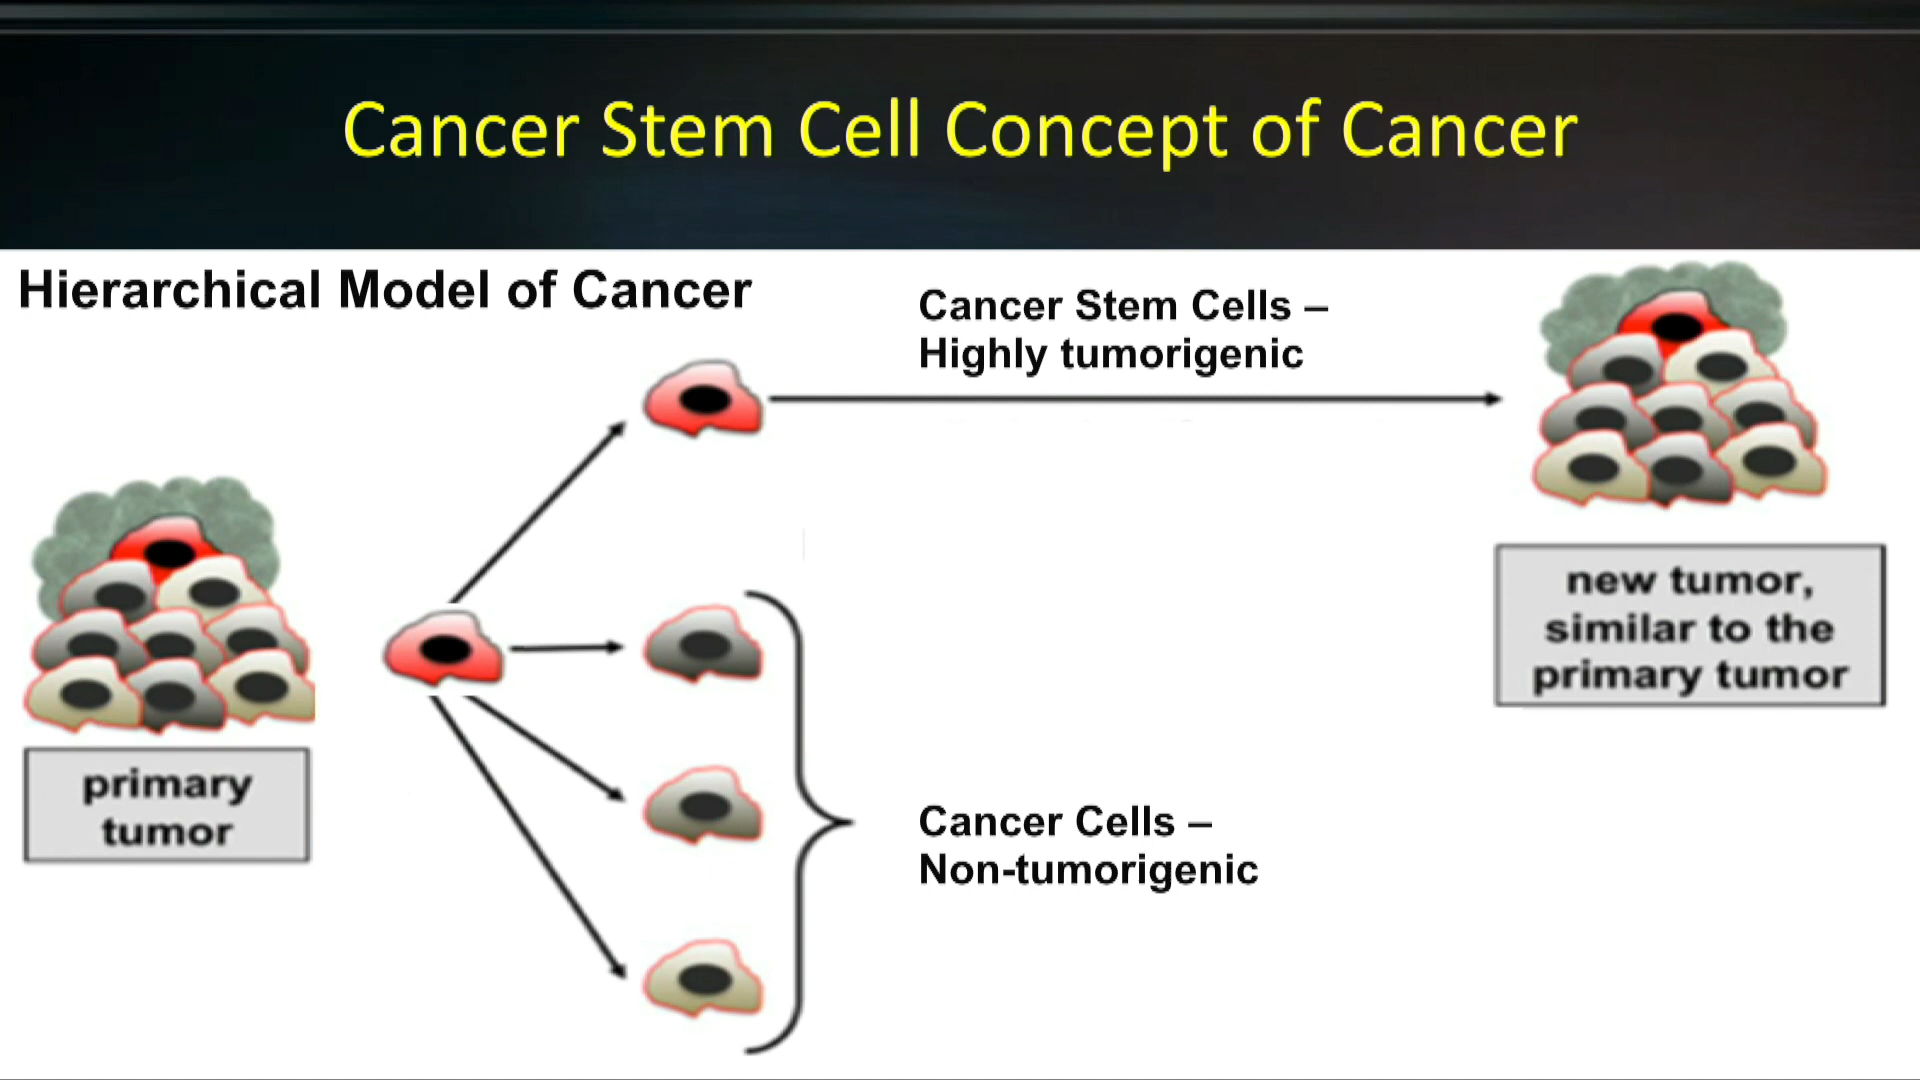 Cancer Stem Cell Concept of Cancer
Hierarchical Model of Cancer
Cancer Stem Cells –
Highly tumorigenic
new tumor,
similar to the
primary tumor
primary
tumor
Cancer Cells –
Non-tumorigenic